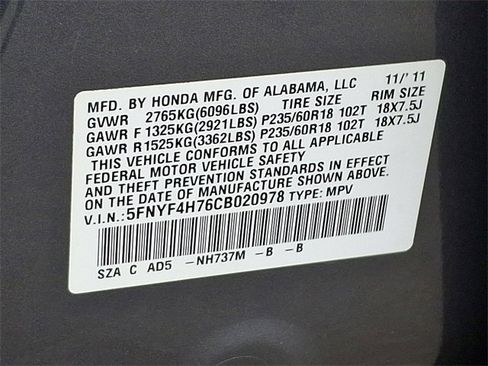 MFD. BY HONDA MFG. OF ALABAMA, LLC 11/'11
GVWR 2765KG(6096LBS) TIRE SIZE RIM SIZE
GAWR F 1325KG(2921LBS) P235/60R18 102T 18X7.5J
GAWR R 1525KG(3362LBS) P235/60R18 102T 18X7.5J
THIS VEHICLE CONFORMS TO ALL APPLICABLE
FEDERAL MOTOR VEHICLE SAFETY
AND THEFT PREVENTION STANDARDS IN EFFECT
ON THE DATE OF MANUFACTURE SHOWN ABOVE.
V.I.N.: 5FNYF4H76CB020978 TYPE: MPV
SZA C AD5 -NH737M -B -B